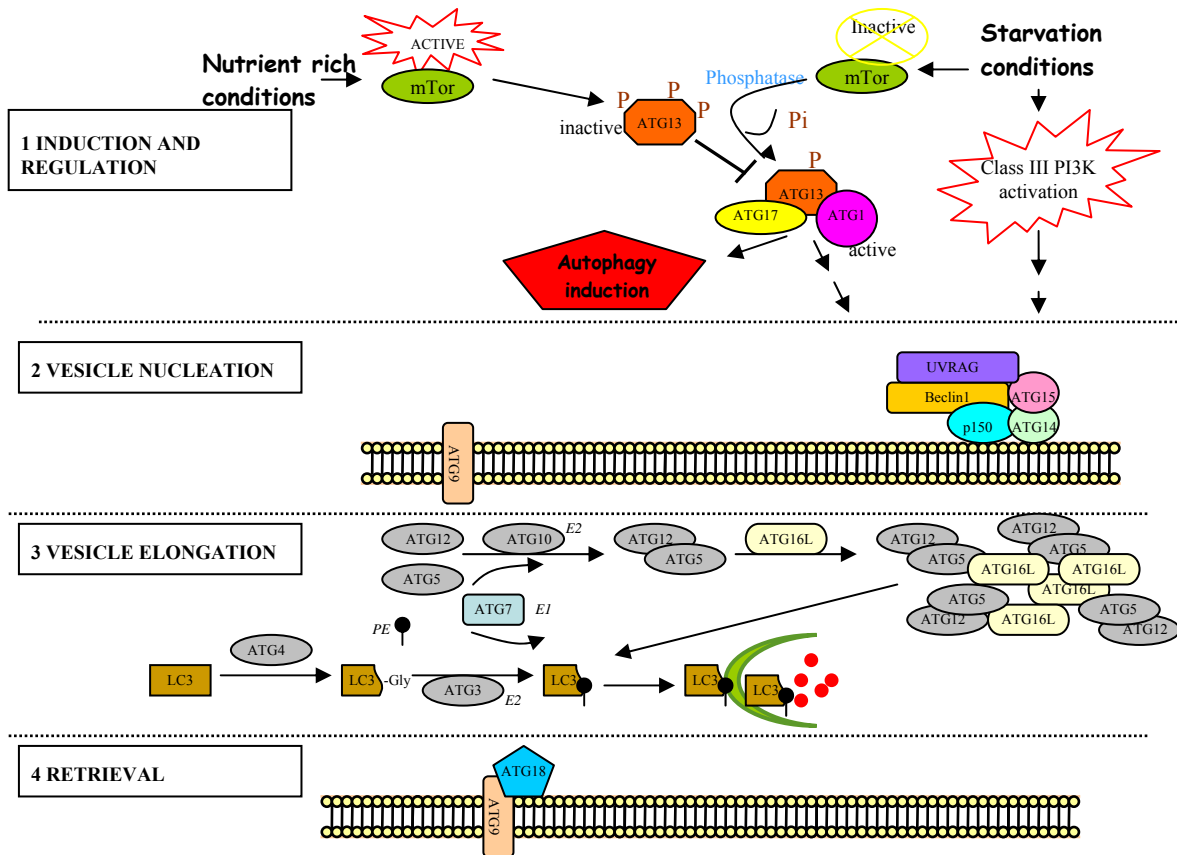 Nutrient rich
conditions
ACTIVE
mTor
Inactive
mTor
Starvation
conditions
Phosphatase
Pi
1 INDUCTION AND
REGULATION
P
P
P
inactive
ATG13
P
ATG13
ATG17
ATG1
active
Class III PI3K
activation
Autophagy
induction
2 VESICLE NUCLEATION
UVRAG
Beclin1
ATG15
p150
ATG14
ATG9
3 VESICLE ELONGATION
ATG12
ATG5
ATG10
E2
ATG12
ATG5
ATG16L
ATG12
ATG5
ATG12
ATG5
ATG16L
ATG16L
ATG16L
ATG5
ATG12
ATG16L
ATG5
ATG12
ATG7
E1
PE
LC3
ATG4
LC3
-Gly
ATG3
E2
LC3
LC3
LC3
4 RETRIEVAL
ATG18
ATG9